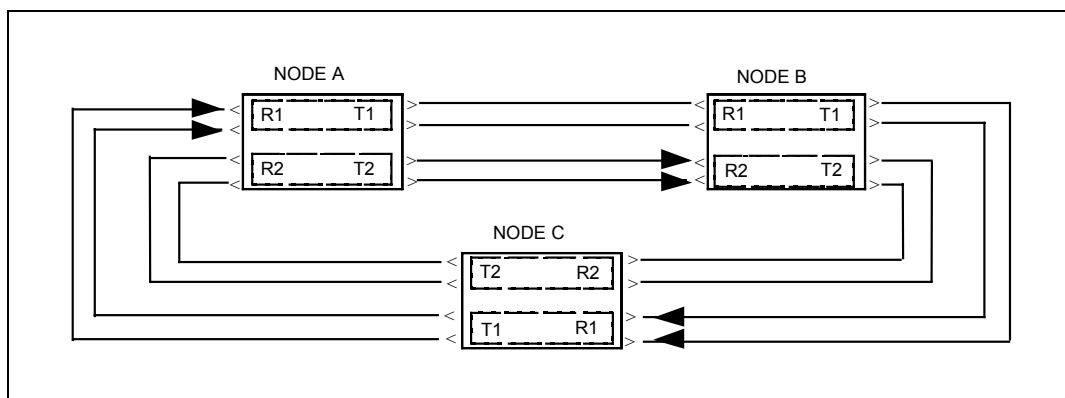 NODE A
NODE B
R1 T1
R1 T1
R2 T2
R2 T2
NODE C
T2 R2
T1 R1